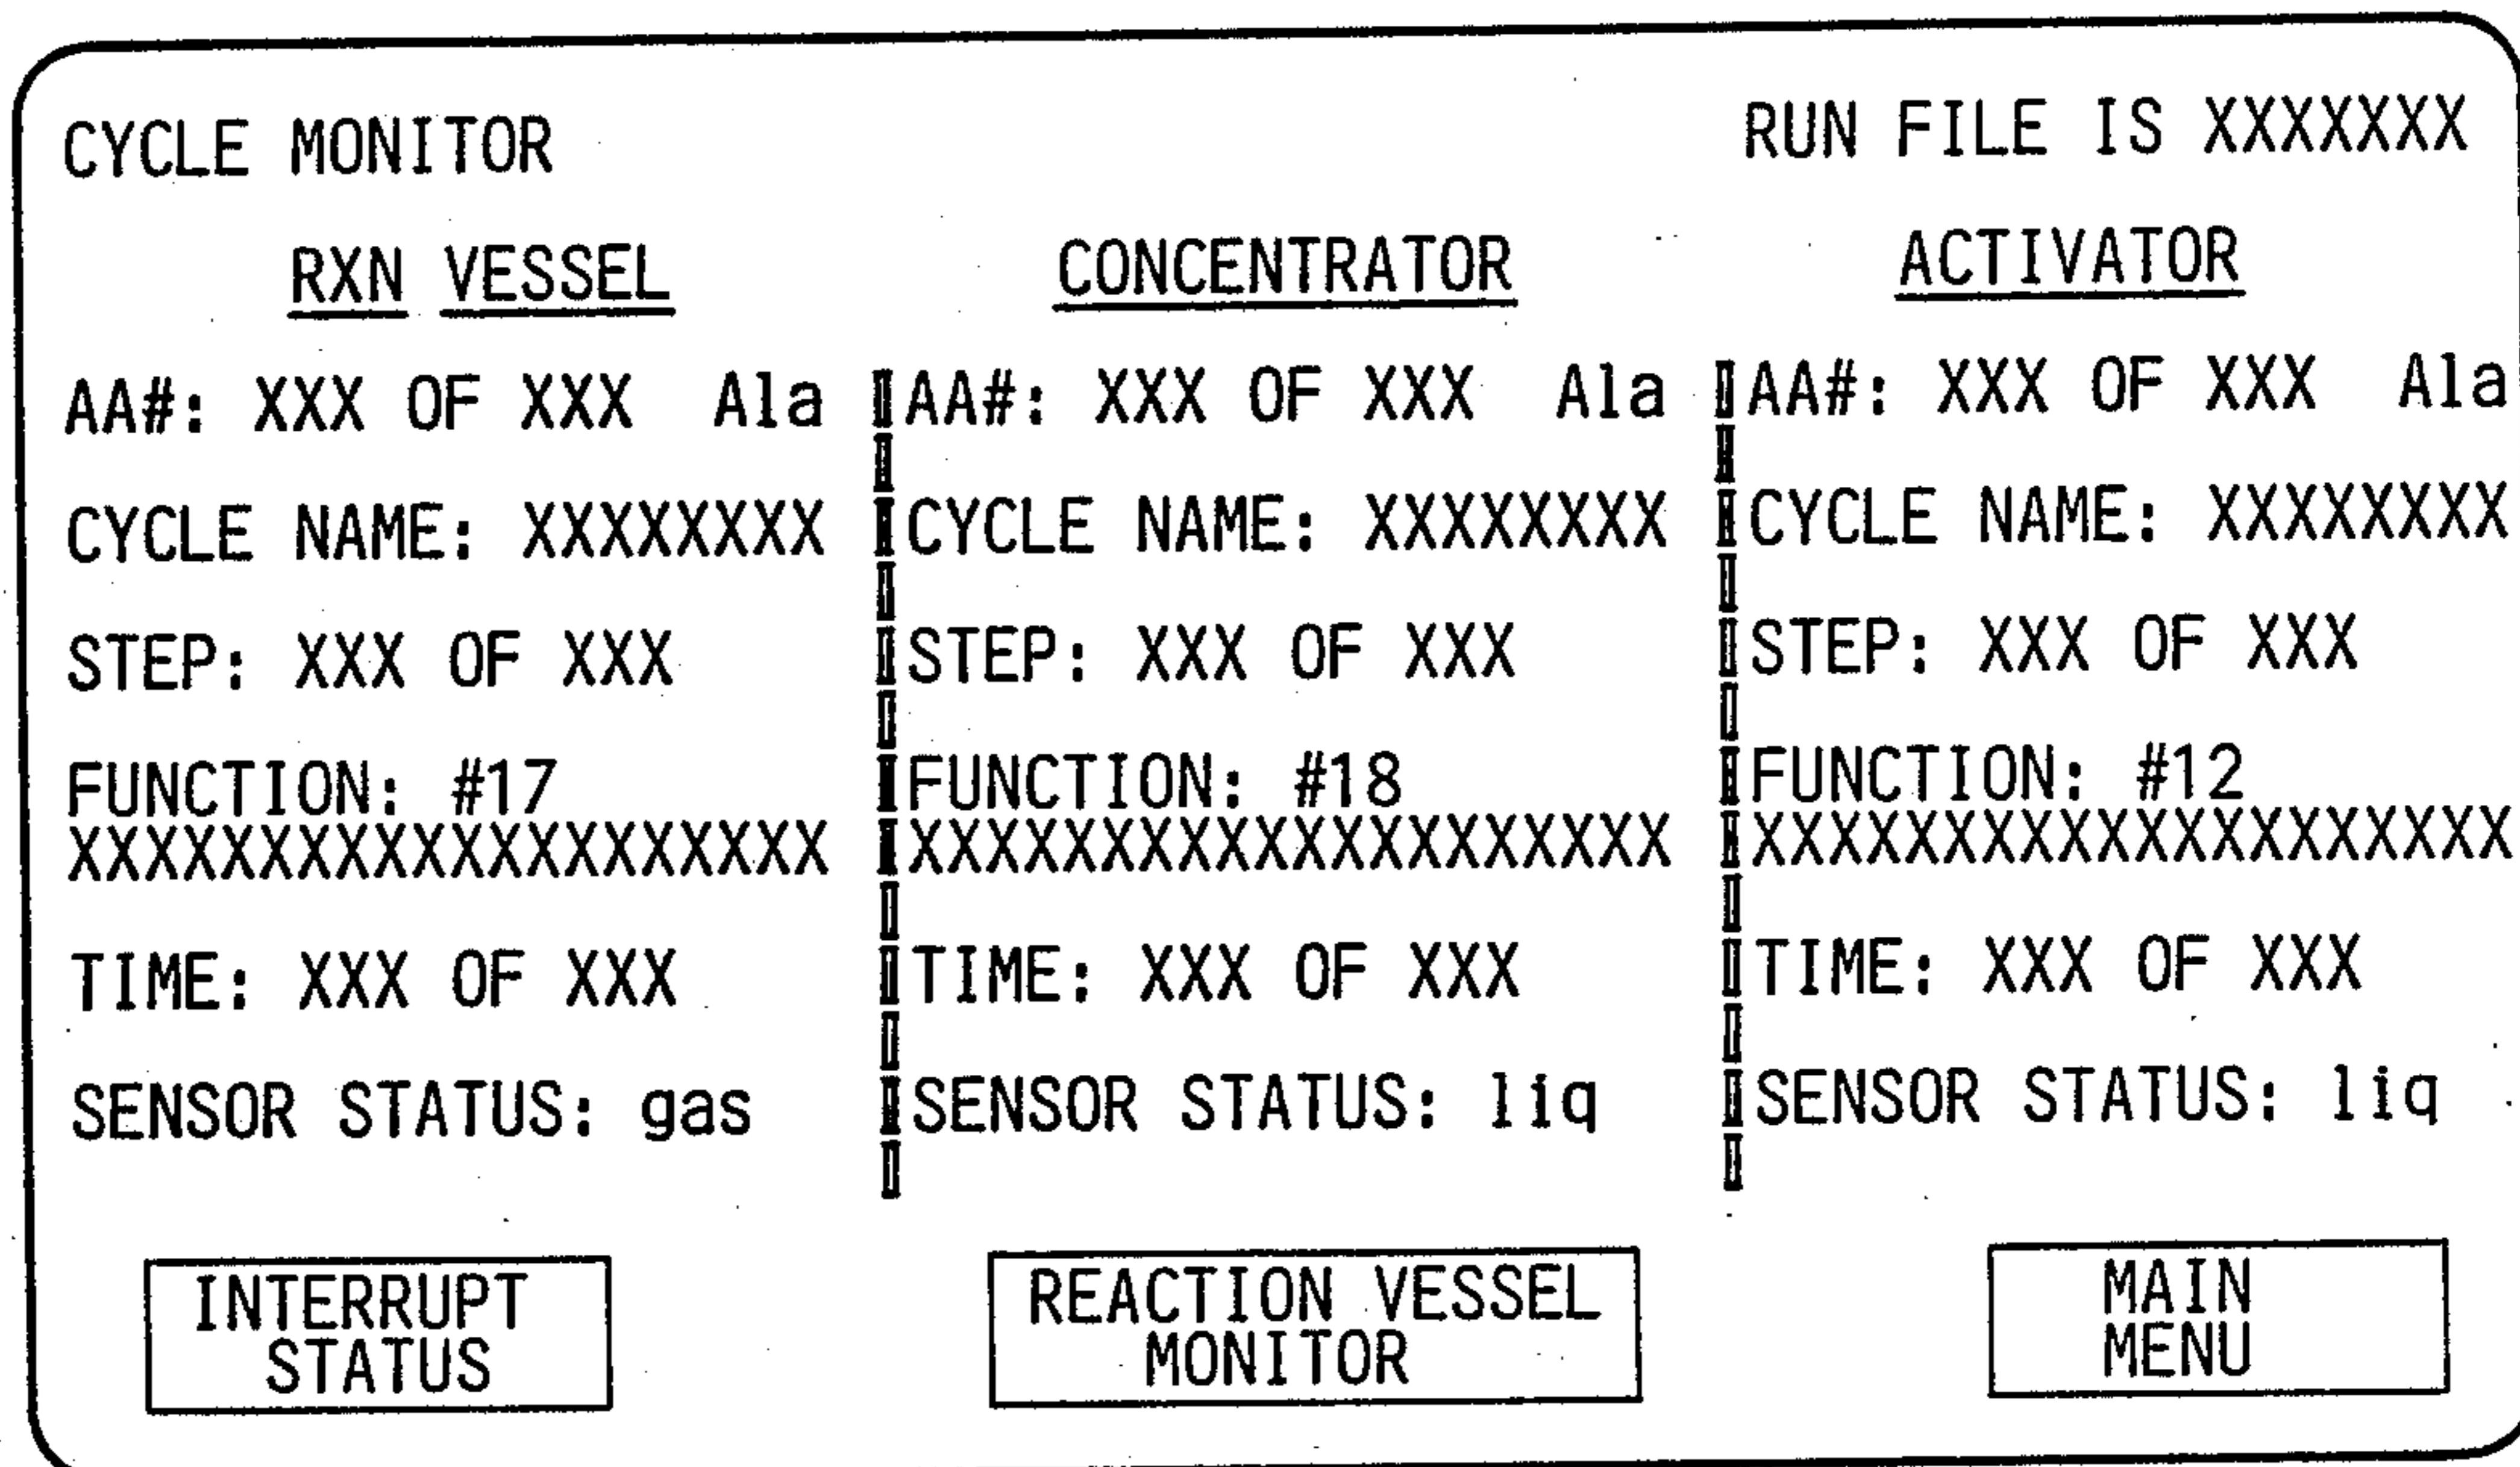 CYCLE MONITOR
RUN FILE IS XXXXXXX
RXN VESSEL
AA#: XXX OF XXX Ala
CYCLE NAME: XXXXXXXX
STEP: XXX OF XXX
FUNCTION: #17
XXXXXXXXXXXXXXXXXXXX
TIME: XXX OF XXX
SENSOR STATUS: gas
CONCENTRATOR
AA#: XXX OF XXX Ala
CYCLE NAME: XXXXXXXX
STEP: XXX OF XXX
FUNCTION: #18
XXXXXXXXXXXXXXXXXXXX
TIME: XXX OF XXX
SENSOR STATUS: liq
ACTIVATOR
AA#: XXX OF XXX Ala
CYCLE NAME: XXXXXXXX
STEP: XXX OF XXX
FUNCTION: #12
XXXXXXXXXXXXXXXXXXXX
TIME: XXX OF XXX
SENSOR STATUS: liq
INTERRUPT
STATUS
REACTION VESSEL
MONITOR
MAIN
MENU